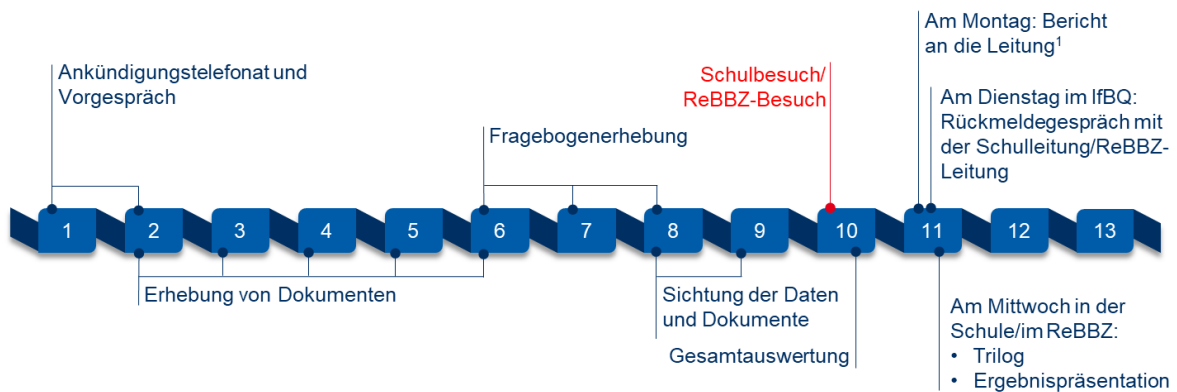 Am Montag: Bericht
an die Leitung¹
Ankündigungstelefonat und
Vorgespräch
Schulbesuch/
ReBBZ-Besuch
Am Dienstag im IfBQ:
Rückmeldegespräch mit
der Schulleitung/ReBBZ-
Leitung
Fragebogenerhebung
1 2 3 4 5 6 7 8 9 10 11 12 13
Erhebung von Dokumenten
Sichtung der Daten
und Dokumente
Gesamtauswertung
Am Mittwoch in der
Schule/im ReBBZ:
• Trilog
• Ergebnispräsentation